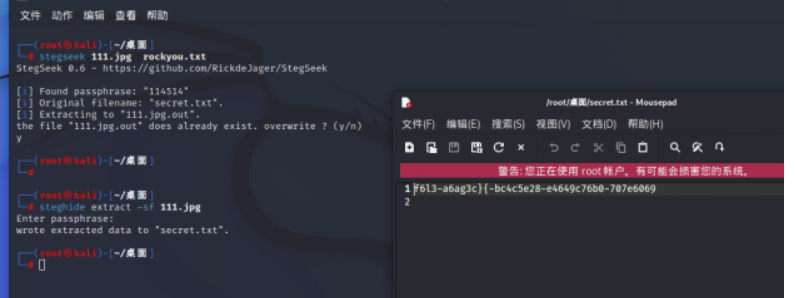 文件 动作 编辑 查看 帮助
(root㉿kali)-[~/桌面]
# stegseek 111.jpg rockyou.txt
StegSeek 0.6 - https://github.com/RickdeJager/StegSeek
[i] Found passphrase: "114514"
[i] Original filename: "secret.txt".
[i] Extracting to "111.jpg.out".
the file "111.jpg.out" does already exist. overwrite ? (y/n)
y
(root㉿kali)-[~/桌面]
#
(root㉿kali)-[~/桌面]
# steghide extract -sf 111.jpg
Enter passphrase:
wrote extracted data to "secret.txt".
(root㉿kali)-[~/桌面]
#
/root/桌面/secret.txt - Mousepad
文件(F) 编辑(E) 搜索(S) 视图(V) 文档(D) 帮助(H)
警告: 您正在使用 root 帐户。有可能会损害您的系统。
1 f6l3-a6ag3c}{-bc4c5e28-e4649c76b0-707e6069
2